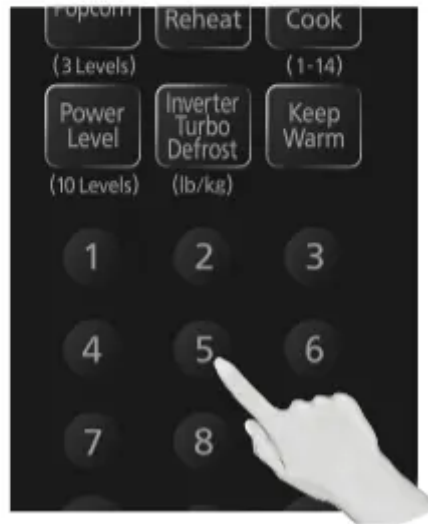 Popcorn
Reheat
Cook
(3 Levels)
(1-14)
Power
Level
Inverter
Turbo
Defrost
Keep
Warm
(10 Levels)
(lb/kg)
1
2
3
4
5
6
7
8